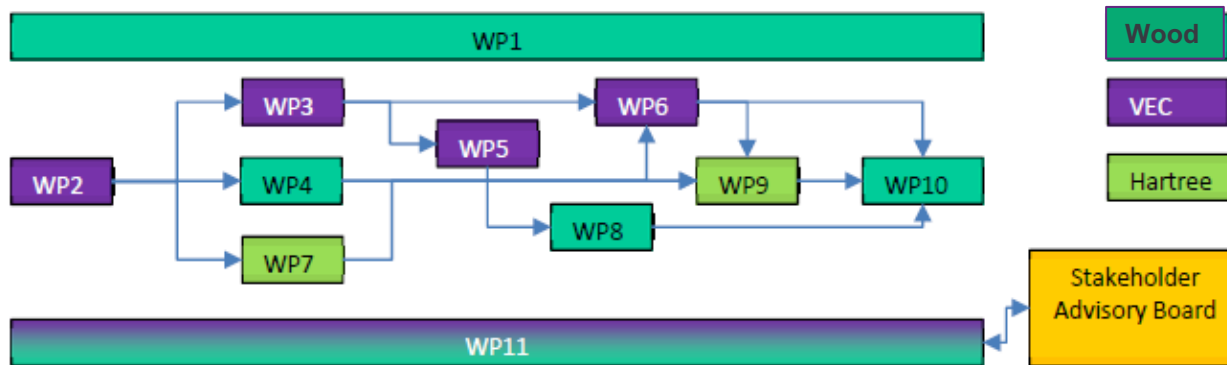 WP1
Wood
WP3
WP6
VEC
WP5
WP2
WP4
WP9
WP10
Hartree
WP8
WP7
Stakeholder
Advisory Board
WP11